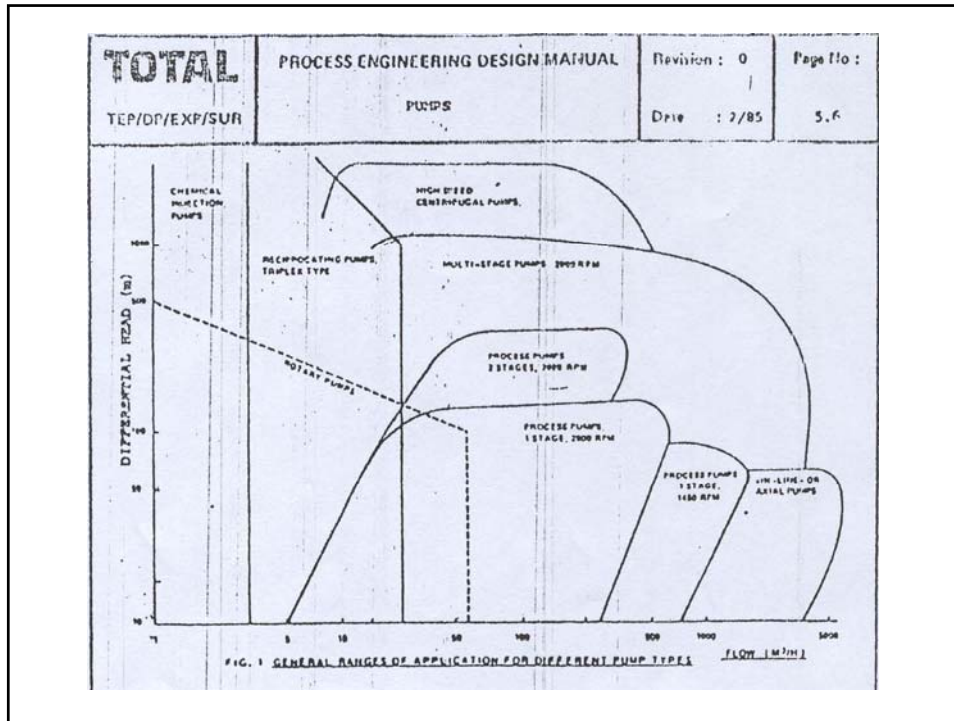 TOTAL
TEP/DP/EXP/SUR
PROCESS ENGINEERING DESIGN MANUAL
PUMPS
Revision : 0
Date : 2/85
Page No :
CHEMICAL
INJECTION
PUMPS
HIGH SPEED
CENTRIFUGAL PUMPS,
RECIPROCATING PUMPS,
TRIPLEX TYPE
MULTI-STAGE PUMPS RPM
1000
DIFFERENTIAL HEAD (m)
500
ROTARY PUMPS
PROCESS PUMPS
2 STAGES, RPM
100
PROCESS PUMPS,
1 STAGE, 2900 RPM
50
PROCESS PUMPS
1 STAGE,
1450 RPM
«IN-LINE» OR
AXIAL PUMPS
10
5 10 50 100 1000 5000
FLOW (M³/H)
FIG. 1 GENERAL RANGES OF APPLICATION FOR DIFFERENT PUMP TYPES